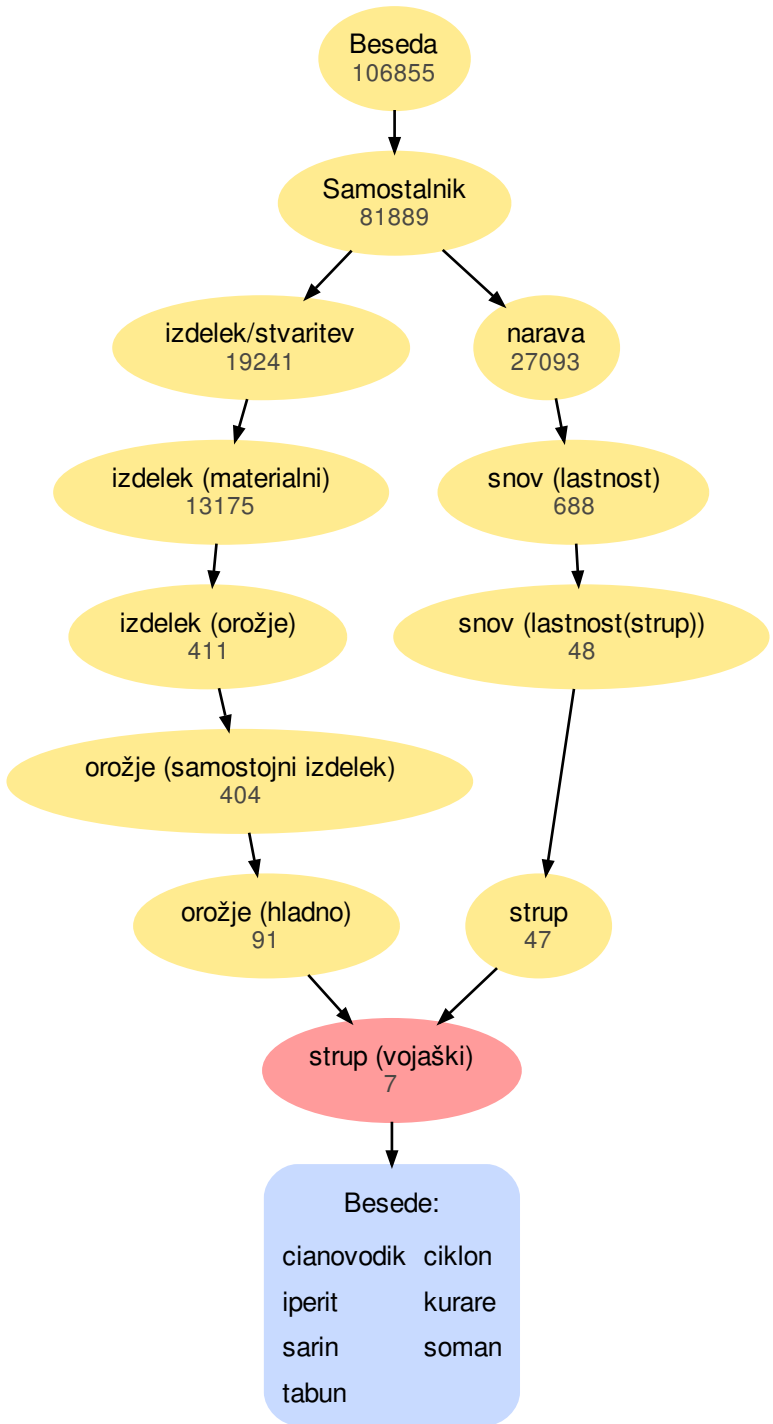 Beseda
106855
Samostalnik
81889
izdelek/stvaritev
19241
narava
27093
izdelek (materialni)
13175
snov (lastnost)
688
izdelek (orožje)
411
snov (lastnost(strup))
48
orožje (samostojni izdelek)
404
orožje (hladno)
91
strup
47
strup (vojaški)
7
Besede:
cianovodik ciklon
iperit kurare
sarin soman
tabun